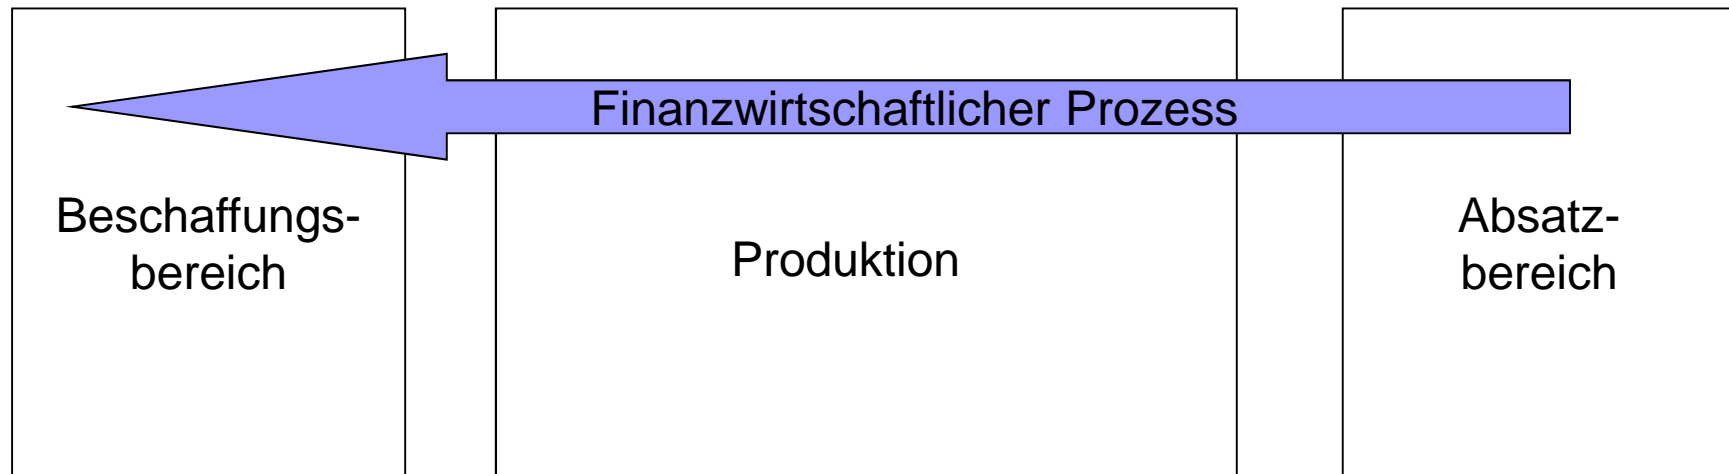 Finanzwirtschaftlicher Prozess
Beschaffungs-
bereich
Produktion
Absatz-
bereich